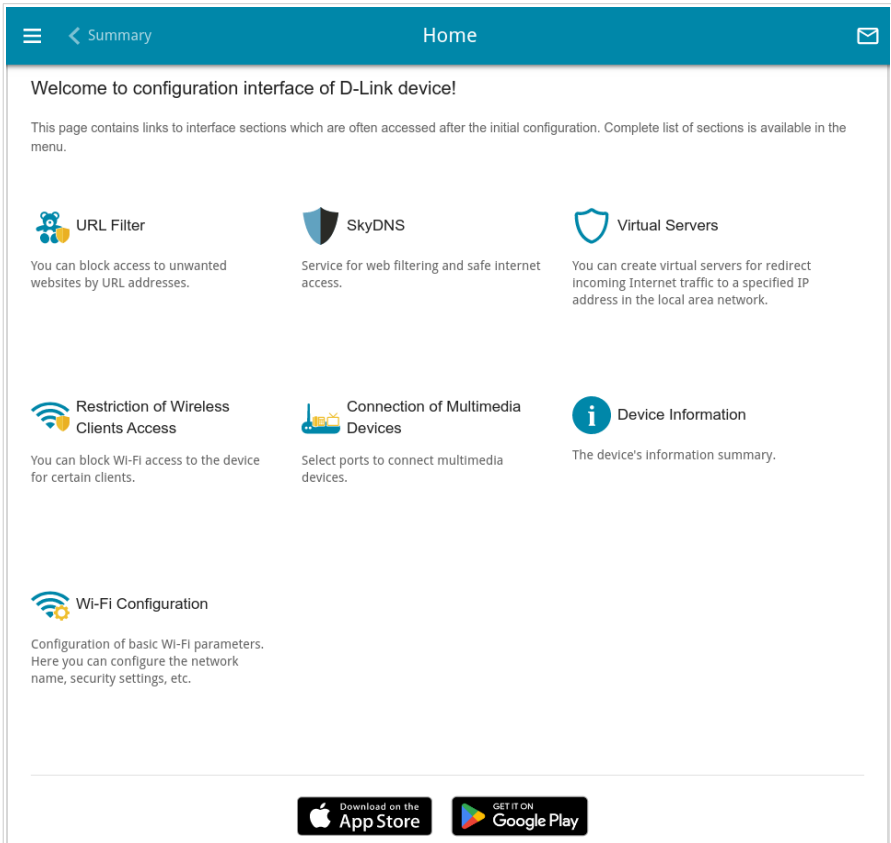 Summary
Home
Welcome to configuration interface of D-Link device!
This page contains links to interface sections which are often accessed after the initial configuration. Complete list of sections is available in the
menu.
URL Filter
You can block access to unwanted
websites by URL addresses.
SkyDNS
Service for web filtering and safe internet
access.
Virtual Servers
You can create virtual servers for redirect
incoming Internet traffic to a specified IP
address in the local area network.
Restriction of Wireless
Clients Access
You can block Wi-Fi access to the device
for certain clients.
Connection of Multimedia
Devices
Select ports to connect multimedia
devices.
Device Information
The device's information summary.
Wi-Fi Configuration
Configuration of basic Wi-Fi parameters.
Here you can configure the network
name, security settings, etc.
Download on the
App Store
GET IT ON
Google Play